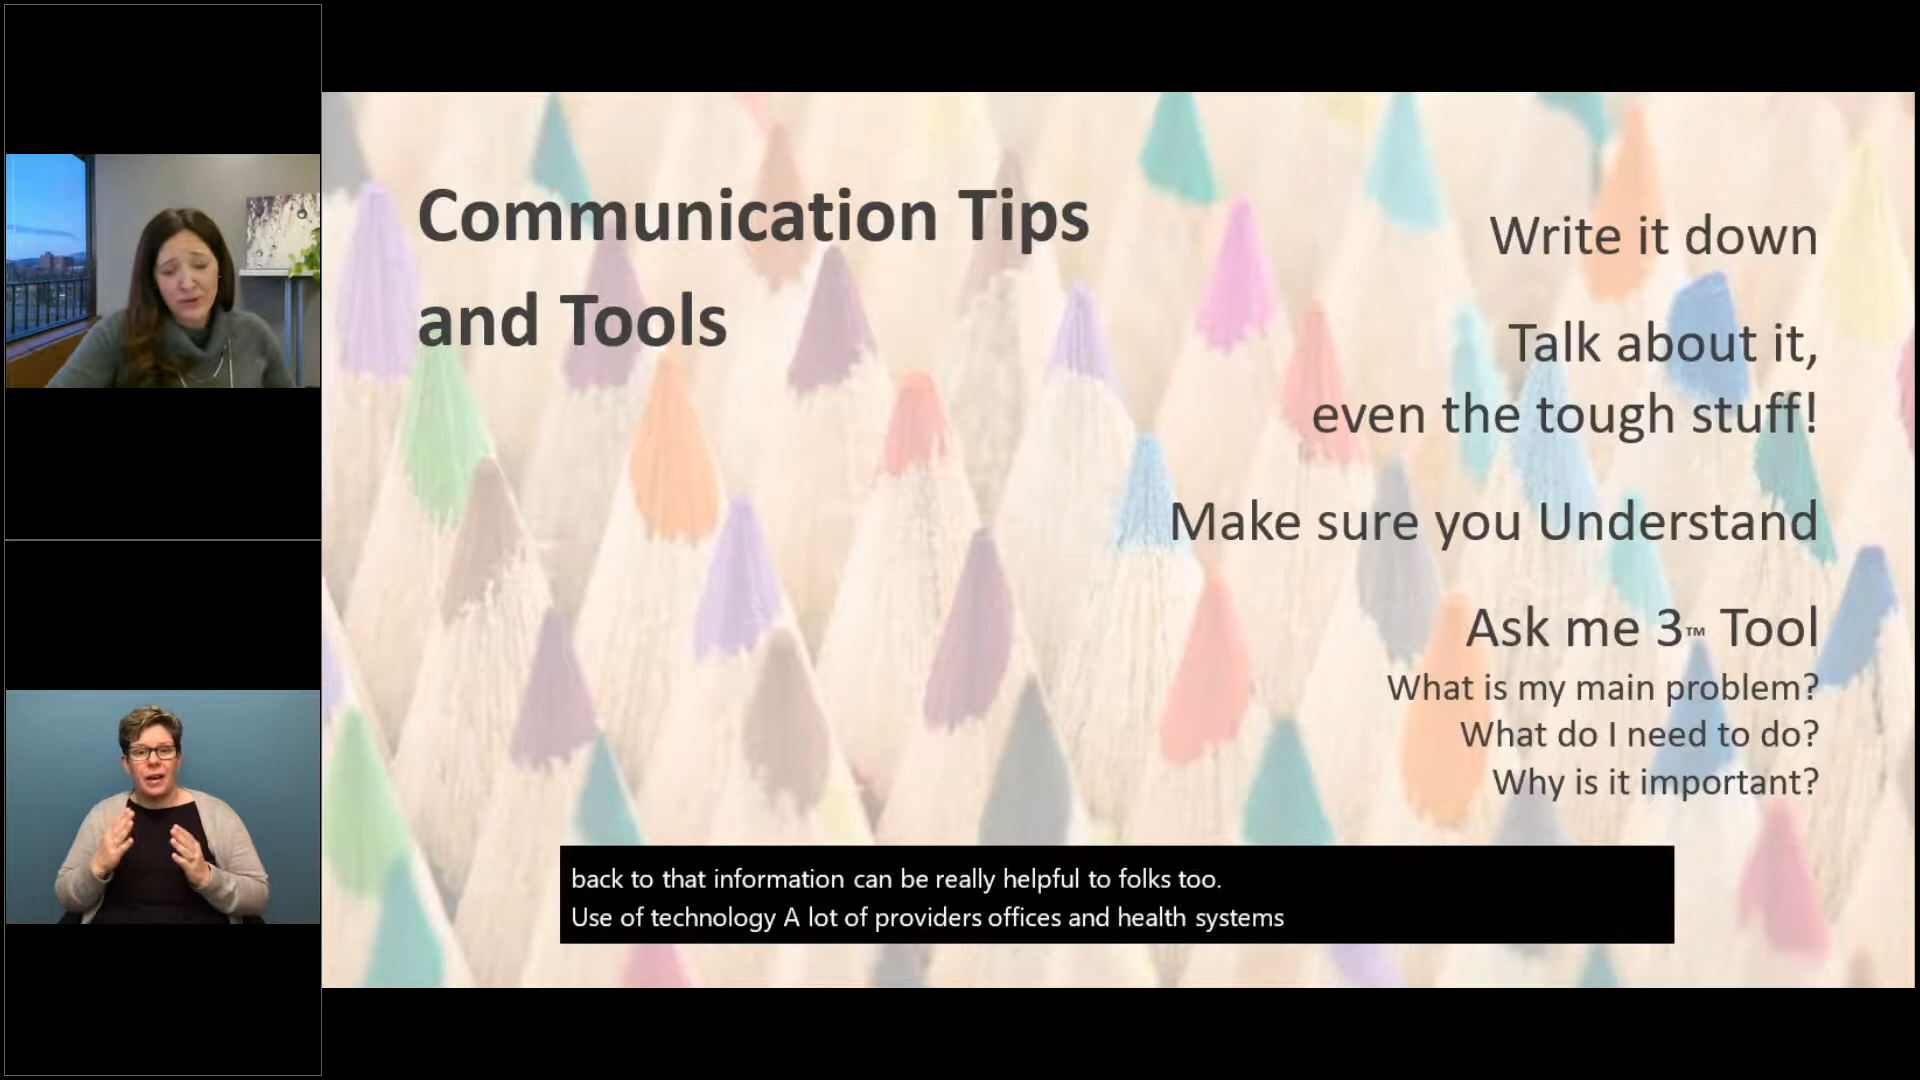 Communication Tips
and Tools
Write it down
Talk about it,
even the tough stuff!
Make sure you Understand
Ask me 3™ Tool
What is my main problem?
What do I need to do?
Why is it important?
back to that information can be really helpful to folks too.
Use of technology A lot of providers offices and health systems